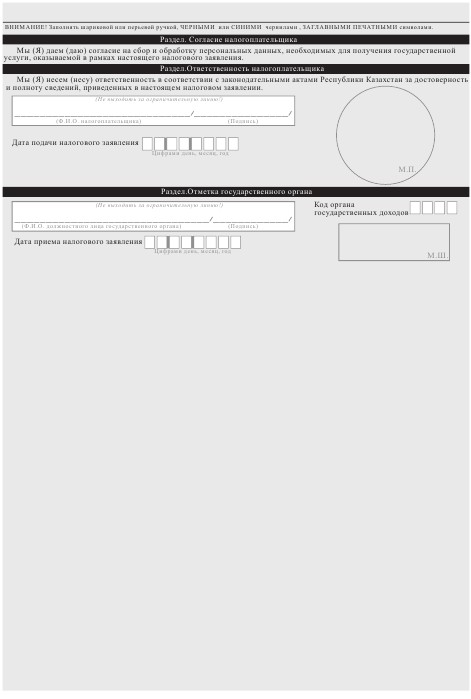 ВНИМАНИЕ! Заполнять шариковой или перьевой ручкой, ЧЕРНЫМИ или СИНИМИ чернилами , ЗАГЛАВНЫМИ ПЕЧАТНЫМИ символами.
Раздел. Согласие налогоплательщика
Мы (Я) даем (даю) согласие на сбор и обработку персональных данных, необходимых для получения государственной
услуги, оказываемой в рамках настоящего налогового заявления.
Раздел.Ответственность налогоплательщика
Мы (Я) несем (несу) ответственность в соответствии с законодательными актами Республики Казахстан за достоверность
и полноту сведений, приведенных в настоящем налоговом заявлении.
(Не выходить за ограничительную линию!)
/ /
(Ф.И.О. налогоплательщика) (Подпись)
Дата подачи налогового заявления
Цифрами день, месяц, год
М.П.
Раздел.Отметка государственного органа
(Не выходить за ограничительную линию!)
/ /
(Ф.И.О. должностного лица государственного органа) (Подпись)
Код органа
государственных доходов
Дата приема налогового заявления
Цифрами день, месяц, год
М.Ш.